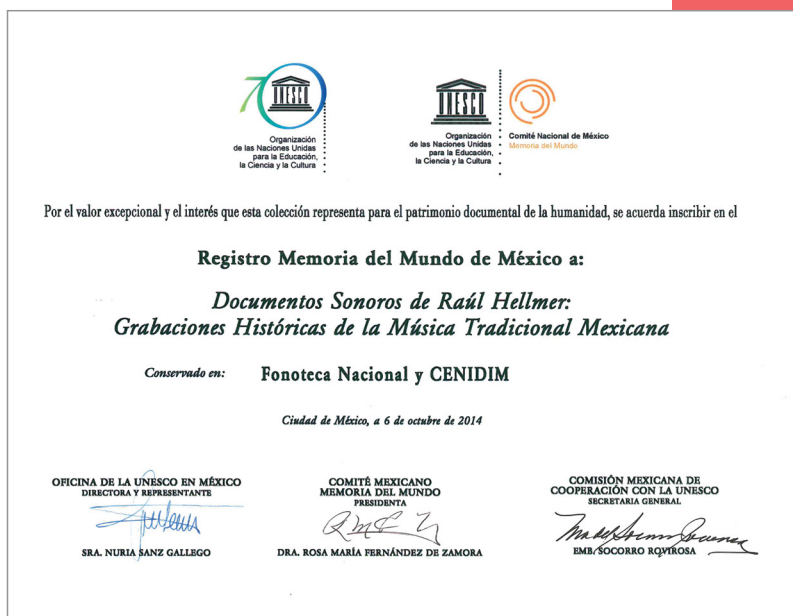 70
UNESCO
Organización
de las Naciones Unidas
para la Educación,
la Ciencia y la Cultura
UNESCO
Organización
de las Naciones Unidas
para la Educación,
la Ciencia y la Cultura
Comité Nacional de México
Memoria del Mundo
Por el valor excepcional y el interés que esta colección representa para el patrimonio documental de la humanidad, se acuerda inscribir en el
Registro Memoria del Mundo de México a:
Documentos Sonoros de Raúl Hellmer:
Grabaciones Históricas de la Música Tradicional Mexicana
Conservado en: Fonoteca Nacional y CENIDIM
Ciudad de México, a 6 de octubre de 2014
OFICINA DE LA UNESCO EN MÉXICO
DIRECTORA Y REPRESENTANTE
SRA. NURIA SANZ GALLEGO
COMITÉ MEXICANO
MEMORIA DEL MUNDO
PRESIDENTA
DRA. ROSA MARÍA FERNÁNDEZ DE ZAMORA
COMISIÓN MEXICANA DE
COOPERACIÓN CON LA UNESCO
SECRETARIA GENERAL
EMB. SOCORRO ROVIROSA